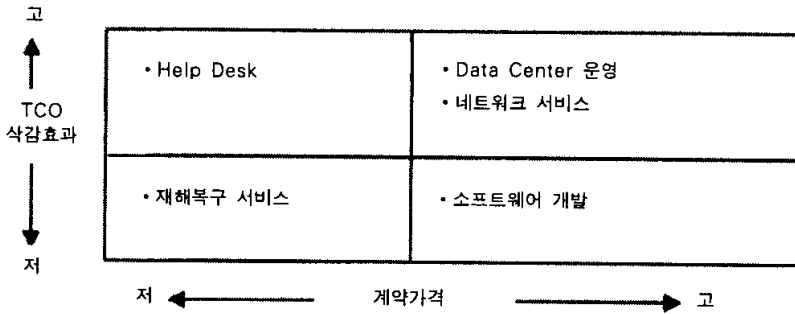 고
• Help Desk
• Data Center 운영
• 네트워크 서비스
TCO
삭감효과
• 재해복구 서비스
• 소프트웨어 개발
저
저
계약가격
고